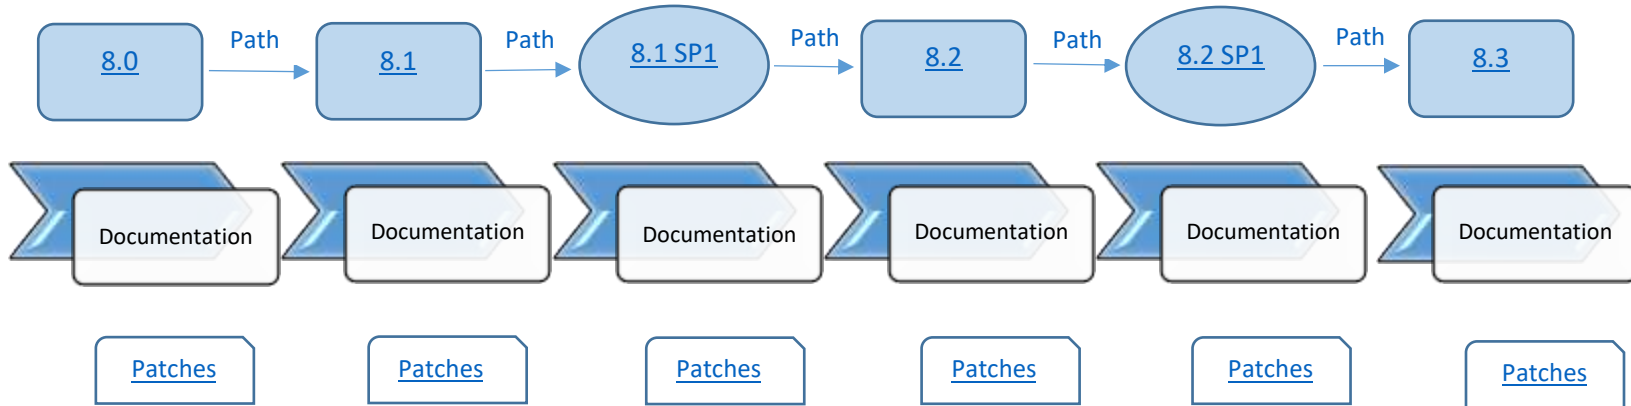 8.0
Path
8.1
Path
8.1 SP1
Path
8.2
Path
8.2 SP1
Path
8.3
Documentation
Documentation
Documentation
Documentation
Documentation
Documentation
Patches
Patches
Patches
Patches
Patches
Patches